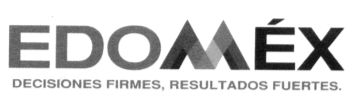 EDOMÉX
DECISIONES FIRMES, RESULTADOS FUERTES.